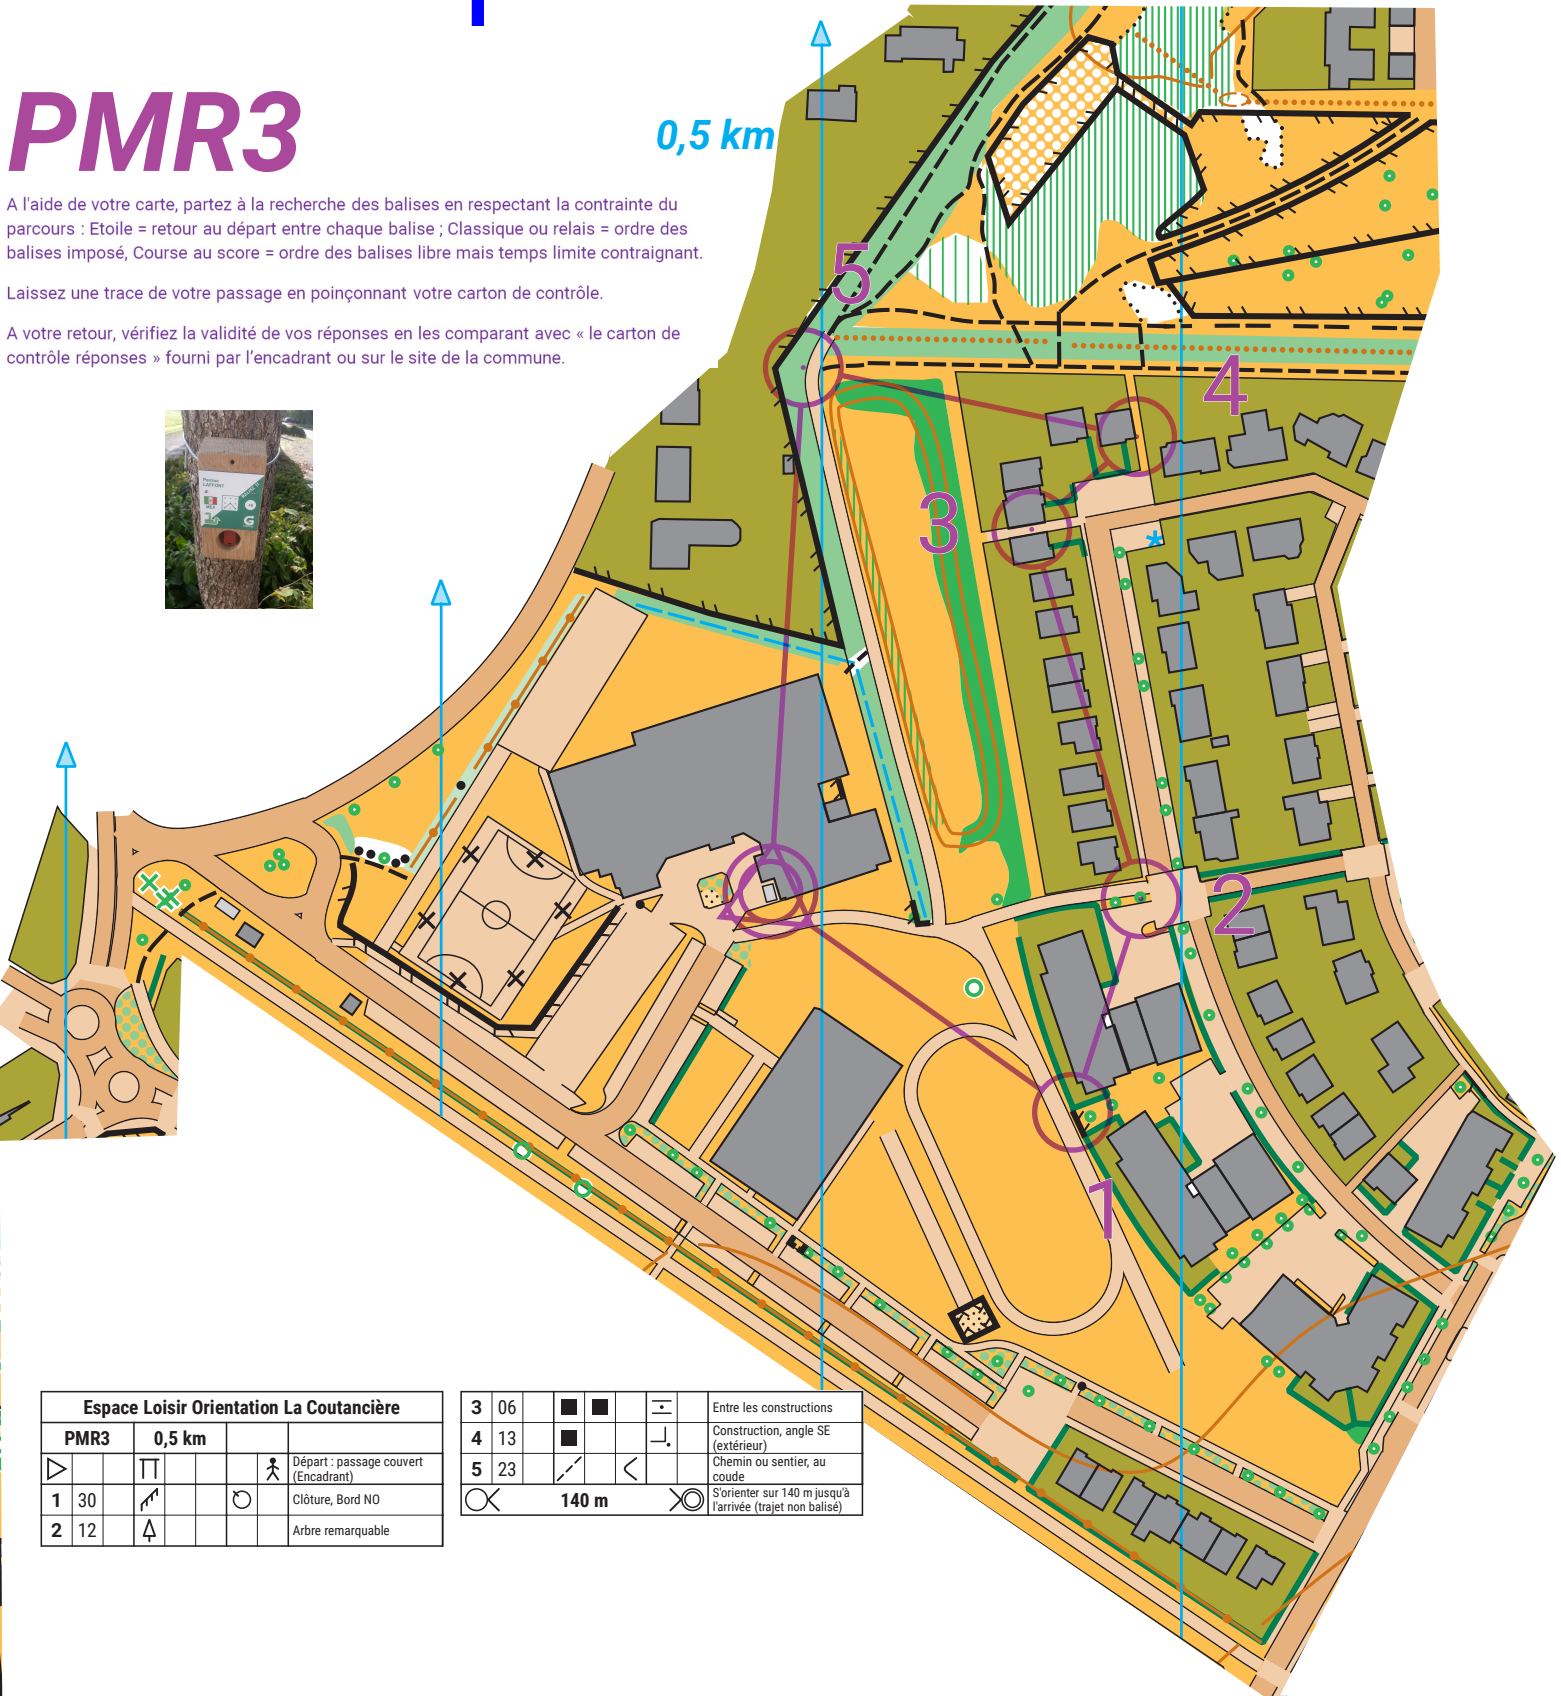 PMR3
0,5 km
A l'aide de votre carte, partez à la recherche des balises en respectant la contrainte du
parcours : Etoile = retour au départ entre chaque balise ; Classique ou relais = ordre des
balises imposé, Course au score = ordre des balises libre mais temps limite contraignant.
Laissez une trace de votre passage en poinçonnant votre carton de contrôle.
A votre retour, vérifiez la validité de vos réponses en les comparant avec « le carton de
contrôle réponses » fourni par l'encadrant ou sur le site de la commune.
5
4
3
2
1
Espace Loisir Orientation La Coutancière
PMR3 0,5 km
Départ : passage couvert
(Encadrant)
1 30 Clôture, Bord NO
2 12 Arbre remarquable
3 06 Entre les constructions
4 13 Construction, angle SE
(extérieur)
5 23 Chemin ou sentier, au
coude
140 m S'orienter sur 140 m jusqu'à
l'arrivée (trajet non balisé)